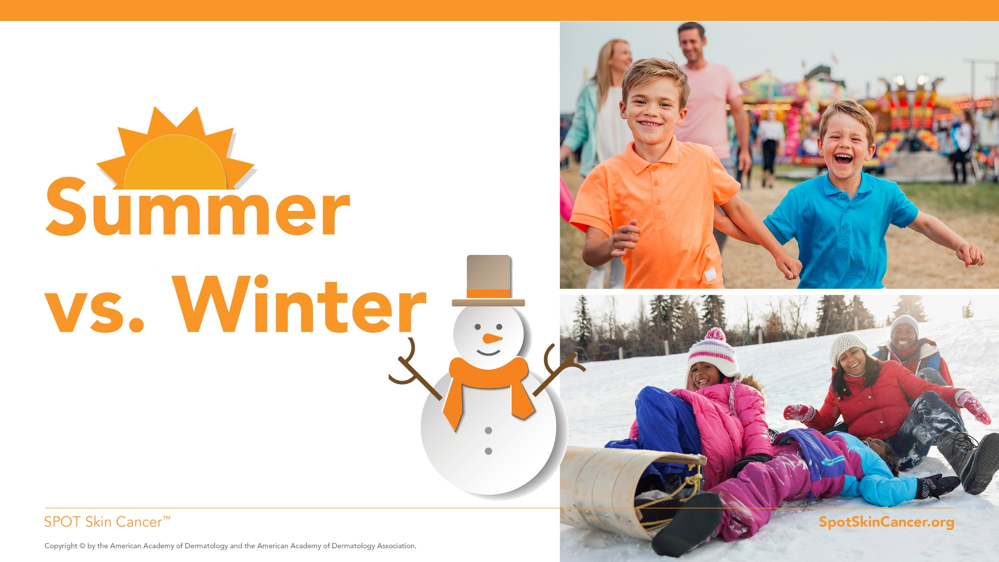 Summer
vs. Winter
SPOT Skin Cancer™
SpotSkinCancer.org
Copyright © by the American Academy of Dermatology and the American Academy of Dermatology Association.